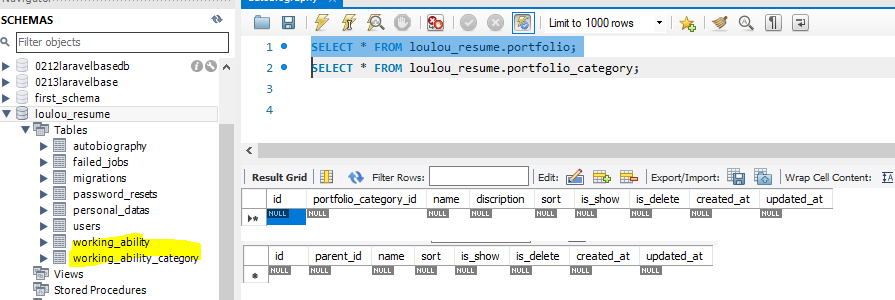 SCHEMAS
Filter objects
0212laravelbasedb
0213laravelbase
first_schema
loulou_resume
Tables
autobiography
failed_jobs
migrations
password_resets
personal_datas
users
working_ability
working_ability_category
Views
Stored Procedures
Limit to 1000 rows
1 SELECT * FROM loulou_resume.portfolio;
2 SELECT * FROM loulou_resume.portfolio_category;
3
4
Result Grid Filter Rows: Edit: Export/Import: Wrap Cell Content:
id portfolio_category_id name discription sort is_show is_delete created_at updated_at
NULL NULL NULL NULL NULL NULL NULL NULL NULL
id parent_id name sort is_show is_delete created_at updated_at
NULL NULL NULL NULL NULL NULL NULL NULL